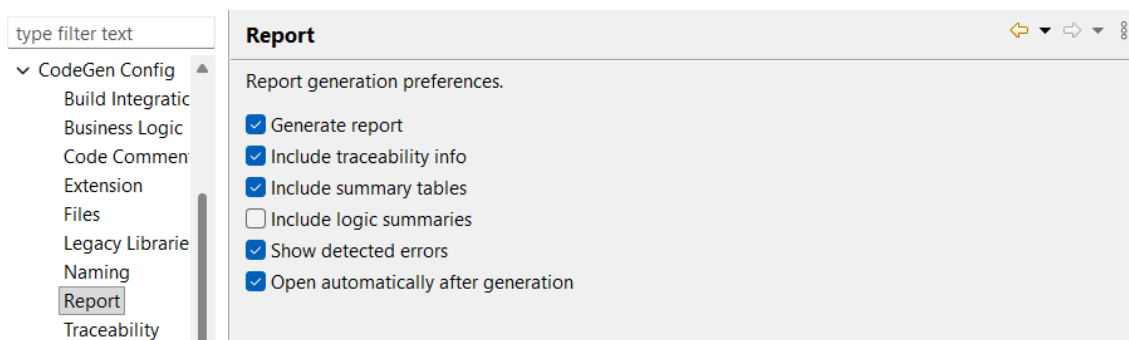 type filter text
CodeGen Config
Build Integratic
Business Logic
Code Commen
Extension
Files
Legacy Librarie
Naming
Report
Traceability
Report
Report generation preferences.
Generate report
Include traceability info
Include summary tables
Include logic summaries
Show detected errors
Open automatically after generation